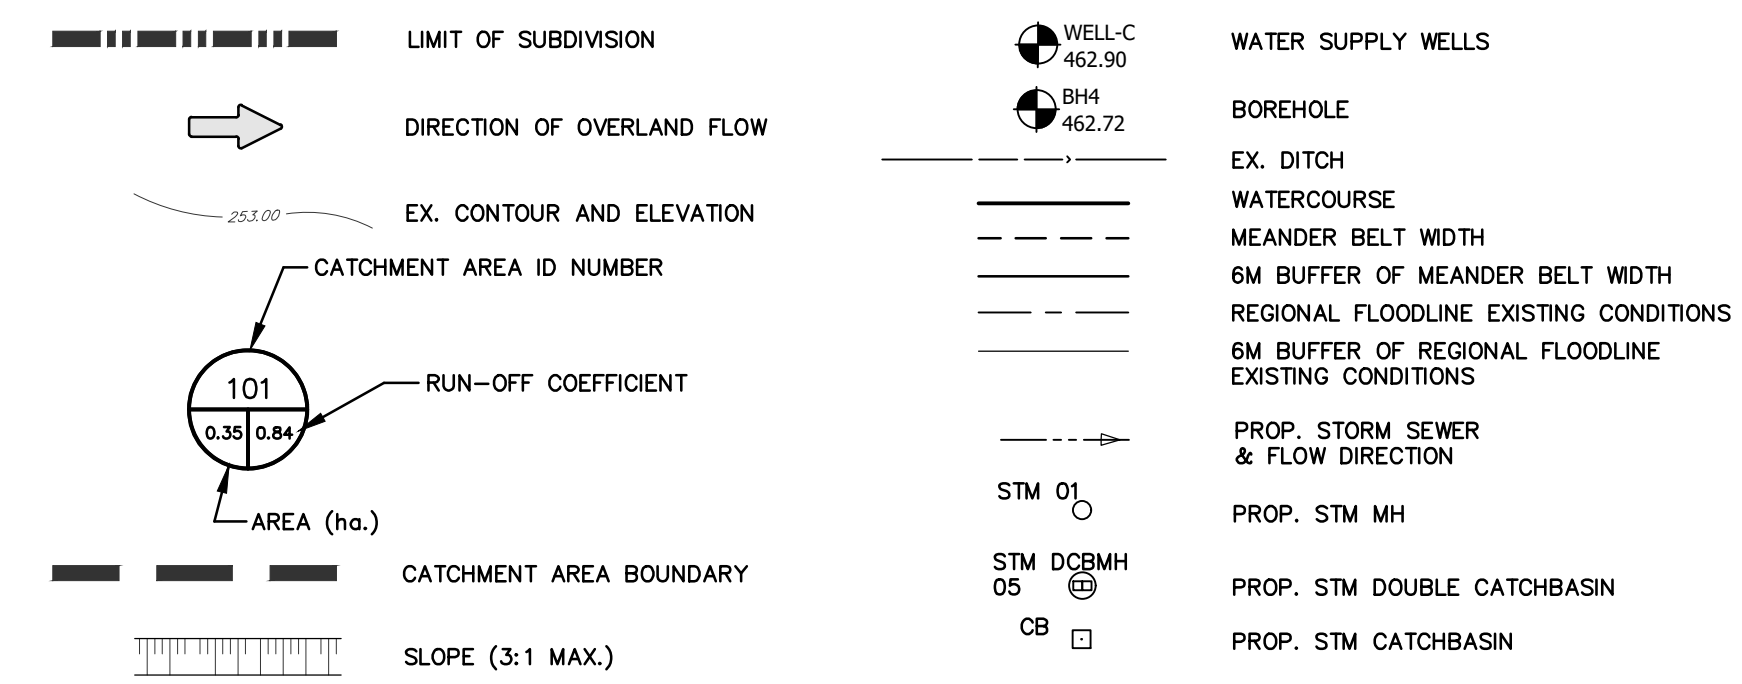 LIMIT OF SUBDIVISION
DIRECTION OF OVERLAND FLOW
253.00
EX. CONTOUR AND ELEVATION
CATCHMENT AREA ID NUMBER
101
RUN-OFF COEFFICIENT
0.35 0.84
AREA (ha.)
CATCHMENT AREA BOUNDARY
SLOPE (3:1 MAX.)
WELL-C
462.90
WATER SUPPLY WELLS
BH4
462.72
BOREHOLE
EX. DITCH
WATERCOURSE
MEANDER BELT WIDTH
6M BUFFER OF MEANDER BELT WIDTH
REGIONAL FLOODLINE EXISTING CONDITIONS
6M BUFFER OF REGIONAL FLOODLINE
EXISTING CONDITIONS
PROP. STORM SEWER
& FLOW DIRECTION
STM 01
PROP. STM MH
STM DCBMH
05
PROP. STM DOUBLE CATCHBASIN
CB
PROP. STM CATCHBASIN